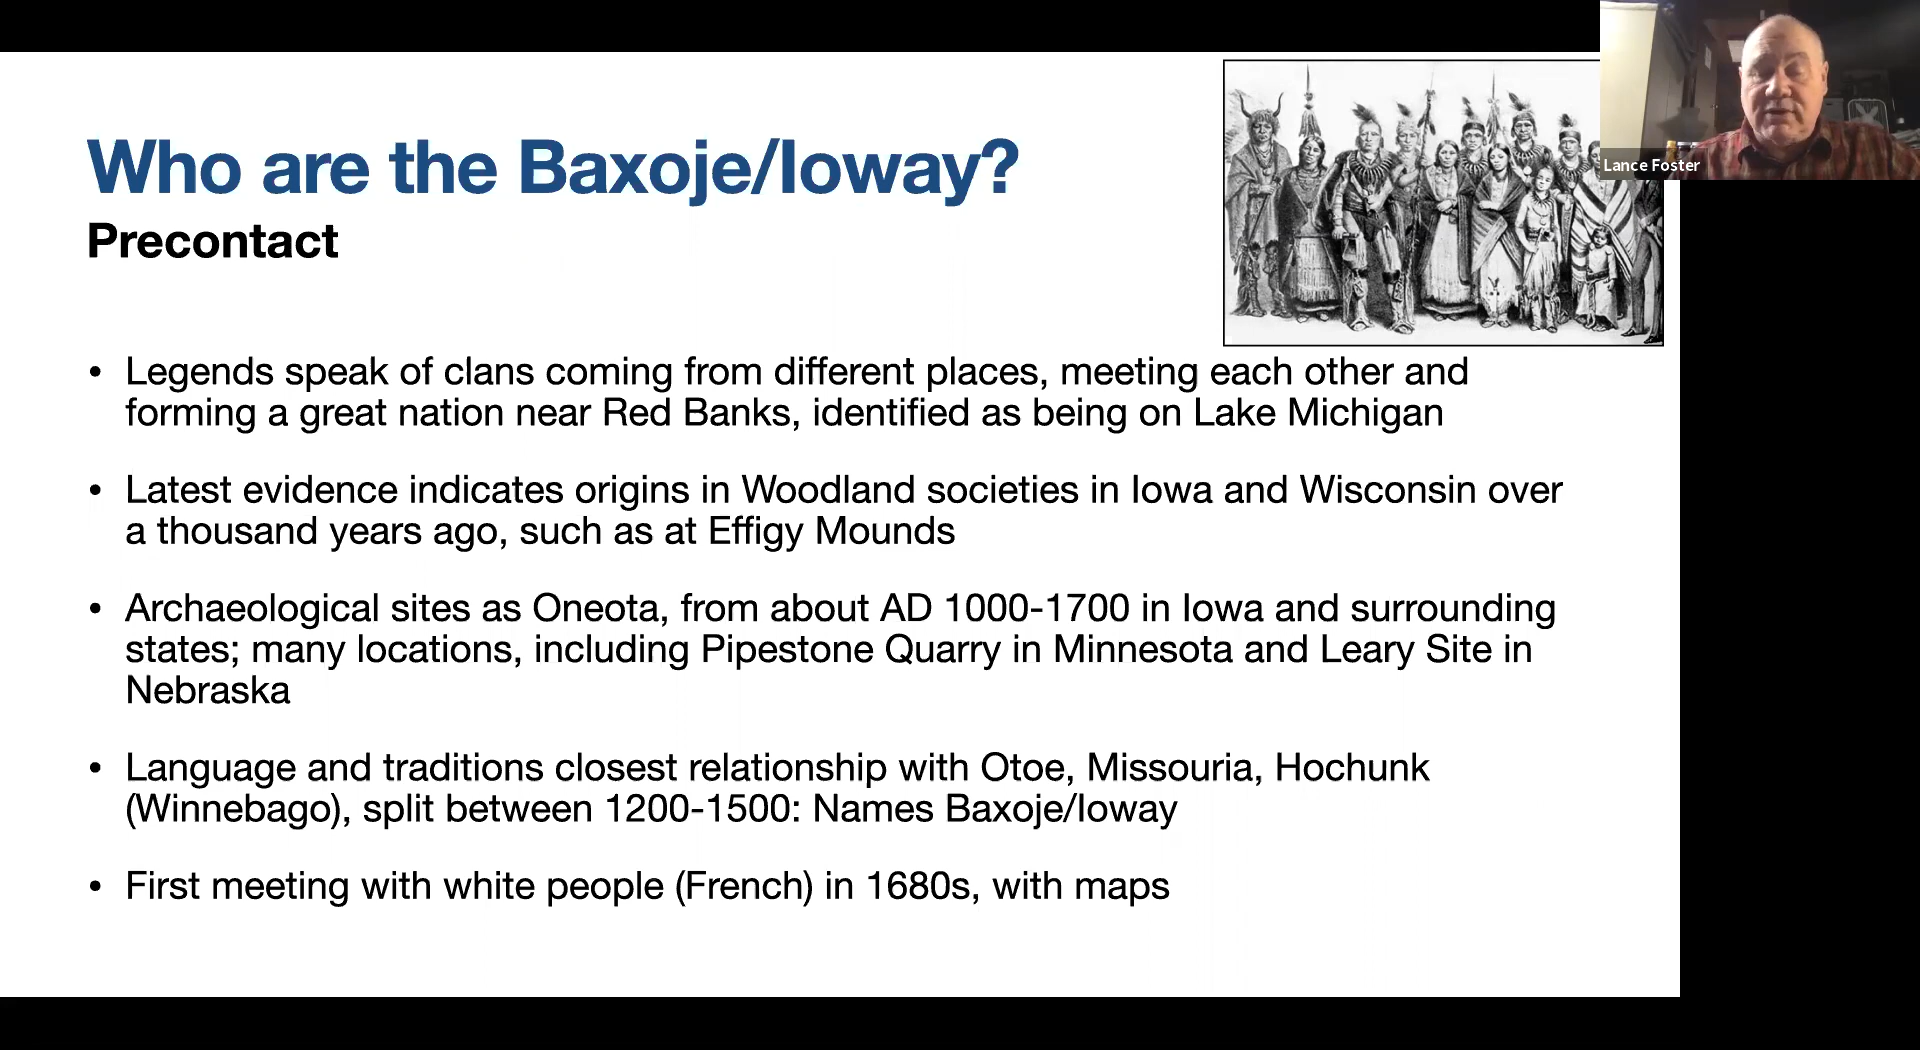 Who are the Baxoje/Ioway?
Precontact
Lance Foster
• Legends speak of clans coming from different places, meeting each other and
forming a great nation near Red Banks, identified as being on Lake Michigan
• Latest evidence indicates origins in Woodland societies in Iowa and Wisconsin over
a thousand years ago, such as at Effigy Mounds
• Archaeological sites as Oneota, from about AD 1000-1700 in Iowa and surrounding
states; many locations, including Pipestone Quarry in Minnesota and Leary Site in
Nebraska
• Language and traditions closest relationship with Otoe, Missouria, Hochunk
(Winnebago), split between 1200-1500: Names Baxoje/Ioway
• First meeting with white people (French) in 1680s, with maps